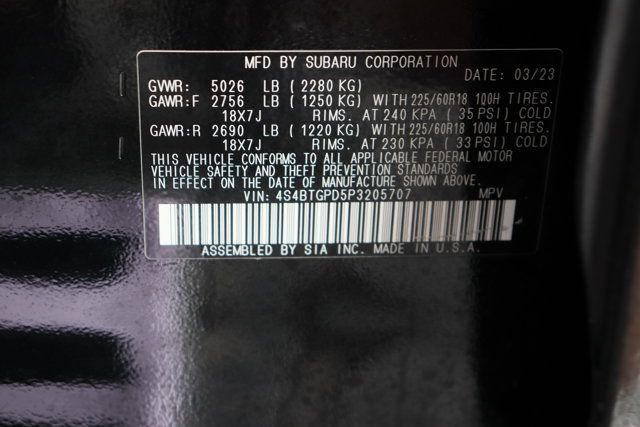 MFD BY SUBARU CORPORATION
DATE: 03/23
GVWR: 5026 LB ( 2280 KG)
GAWR:F 2756 LB ( 1250 KG) WITH 225/60R18 100H TIRES.
18X7J RIMS. AT 240 KPA ( 35 PSI) COLD
GAWR:R 2690 LB ( 1220 KG) WITH 225/60R18 100H TIRES.
18X7J RIMS. AT 230 KPA ( 33 PSI) COLD
THIS VEHICLE CONFORMS TO ALL APPLICABLE FEDERAL MOTOR
VEHICLE SAFETY AND THEFT PREVENTION STANDARDS
IN EFFECT ON THE DATE OF MANUFACTURE SHOWN ABOVE.
VIN: 4S4BTGPD5P3205707 MPV
ASSEMBLED BY SIA INC. MADE IN U.S.A.